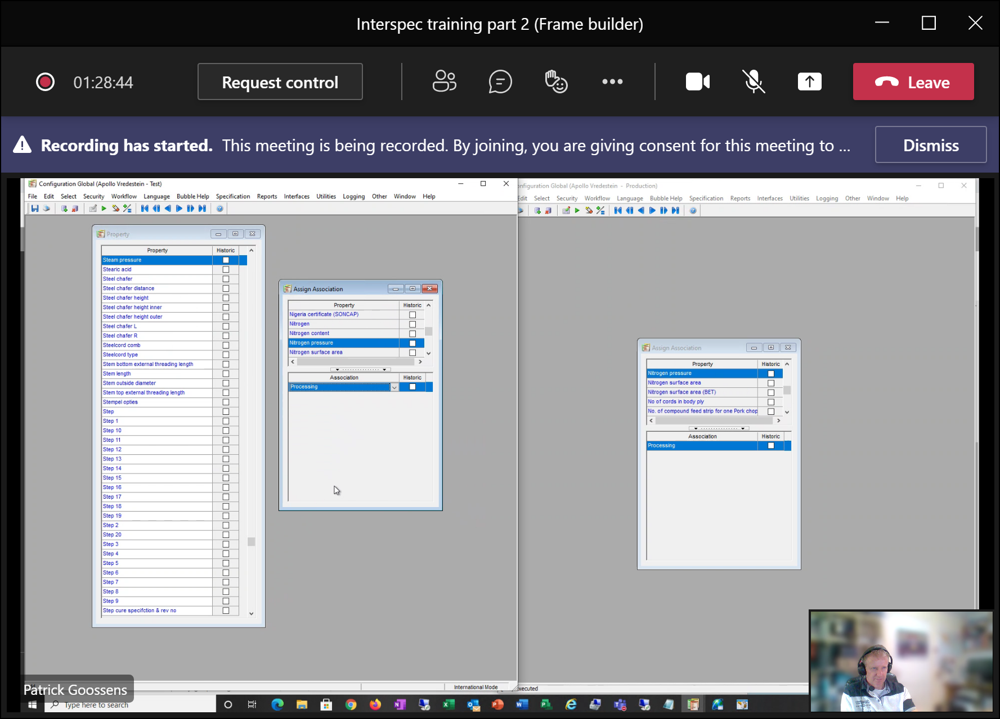 Interspec training part 2 (Frame builder)
01:28:44
Request control
Leave
Recording has started. This meeting is being recorded. By joining, you are giving consent for this meeting to ...
Dismiss
Configuration Global (Apollo Vredestein - Test)
File Edit Select Security Workflow Language Bubble Help Specification Reports Interfaces Utilities Logging Other Window Help
Property
Property Historic
Steam pressure
Stearic acid
Steel chafer
Steel chafer distance
Steel chafer height
Steel chafer height inner
Steel chafer height outer
Steel chafer L
Steel chafer R
Steelcord comb
Steelcord type
Stem bottom external threading length
Stem length
Stem outside diameter
Stem top external threading length
Stempel opties
Step
Step 1
Step 10
Step 11
Step 12
Step 13
Step 14
Step 15
Step 16
Step 17
Step 18
Step 19
Step 2
Step 20
Step 3
Step 4
Step 5
Step 6
Step 7
Step 8
Step 9
Step cure specifction & rev no
Assign Association
Property Historic
Nigeria certificate (SONCAP)
Nitrogen
Nitrogen content
Nitrogen pressure
Nitrogen surface area
Association Historic
Processing
International Mode
nfiguration Global (Apollo Vredestein - Production)
Edit Select Security Workflow Language Bubble Help Specification Reports Interfaces Utilities Logging Other Window Help
Assign Association
Property Historic
Nitrogen pressure
Nitrogen surface area
Nitrogen surface area (BET)
No of cords in body ply
No. of compound feed strip for one Pork chop
Association Historic
Processing
xecuted
Patrick Goossens
Type here to search